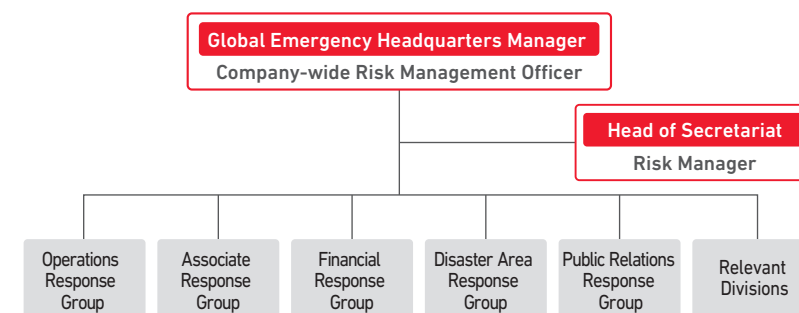 Global Emergency Headquarters Manager
Company-wide Risk Management Officer
Head of Secretariat
Risk Manager
Operations
Response
Group
Associate
Response
Group
Financial
Response
Group
Disaster Area
Response
Group
Public Relations
Response
Group
Relevant
Divisions